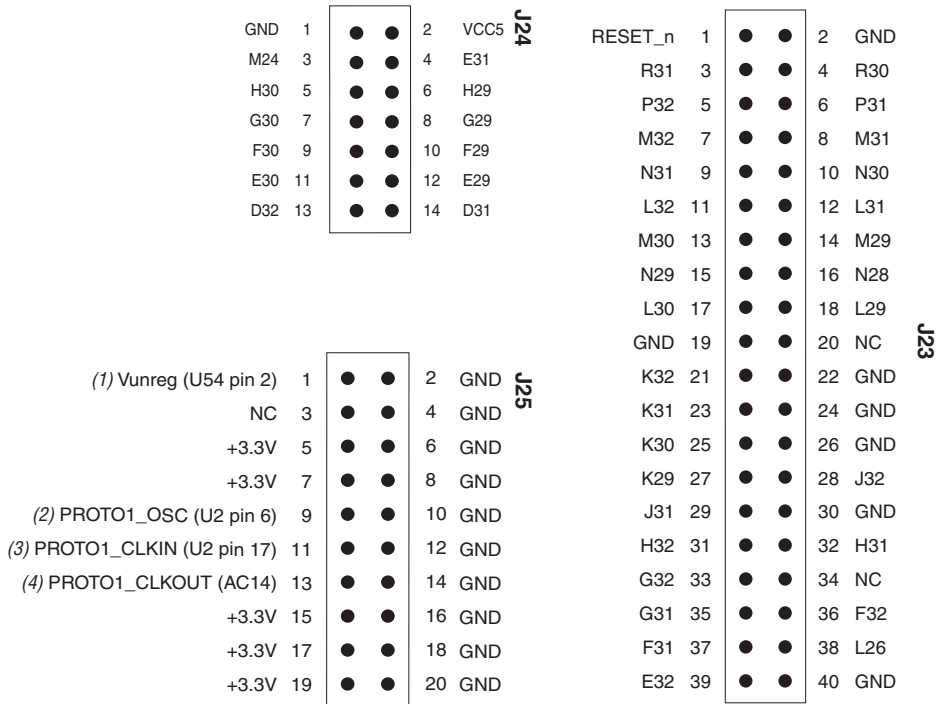 J24
GND 1 2 VCC5
M24 3 4 E31
H30 5 6 H29
G30 7 8 G29
F30 9 10 F29
E30 11 12 E29
D32 13 14 D31
J25
(1) Vunreg (U54 pin 2) 1 2 GND
NC 3 4 GND
+3.3V 5 6 GND
+3.3V 7 8 GND
(2) PROTO1_OSC (U2 pin 6) 9 10 GND
(3) PROTO1_CLKIN (U2 pin 17) 11 12 GND
(4) PROTO1_CLKOUT (AC14) 13 14 GND
+3.3V 15 16 GND
+3.3V 17 18 GND
+3.3V 19 20 GND
J23
RESET_n 1 2 GND
R31 3 4 R30
P32 5 6 P31
M32 7 8 M31
N31 9 10 N30
L32 11 12 L31
M30 13 14 M29
N29 15 16 N28
L30 17 18 L29
GND 19 20 NC
K32 21 22 GND
K31 23 24 GND
K30 25 26 GND
K29 27 28 J32
J31 29 30 GND
H32 31 32 H31
G32 33 34 NC
G31 35 36 F32
F31 37 38 L26
E32 39 40 GND